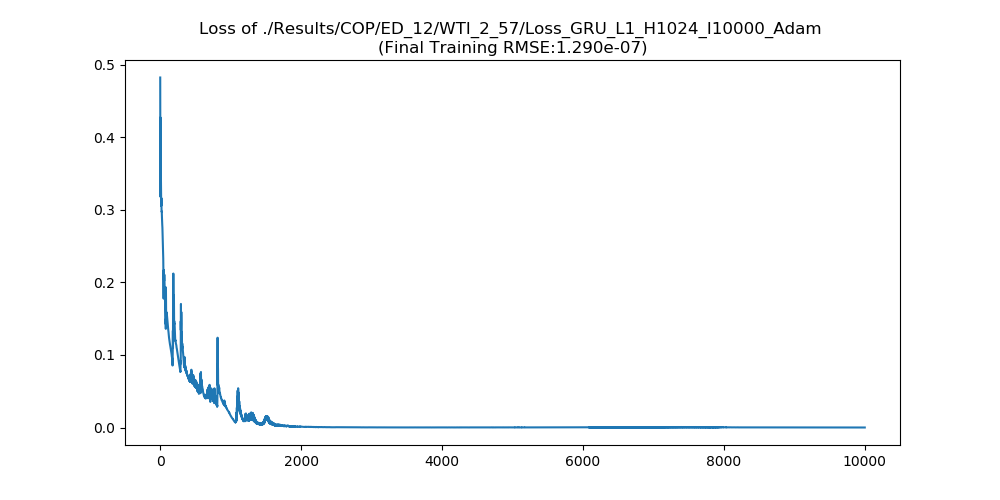 Loss of ./Results/COP/ED_12/WTI_2_57/Loss_GRU_L1_H1024_I10000_Adam
(Final Training RMSE:1.290e-07)
0.5
0.4
0.3
0.2
0.1
0.0
0 2000 4000 6000 8000 10000